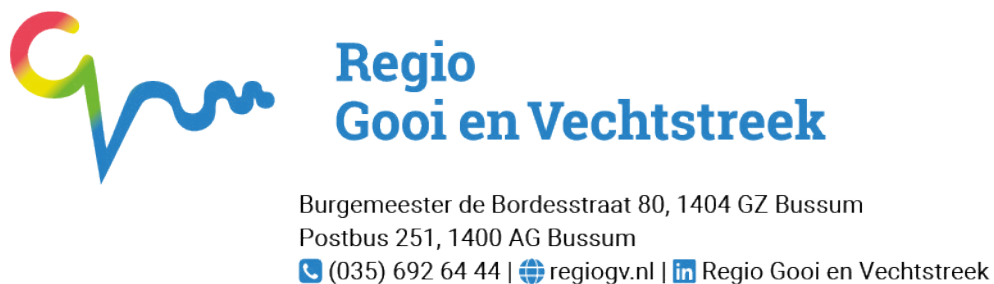 Regio
Gooi en Vechtstreek
Burgemeester de Bordesstraat 80, 1404 GZ Bussum
Postbus 251, 1400 AG Bussum
(035) 692 64 44 | regiogv.nl | in Regio Gooi en Vechtstreek